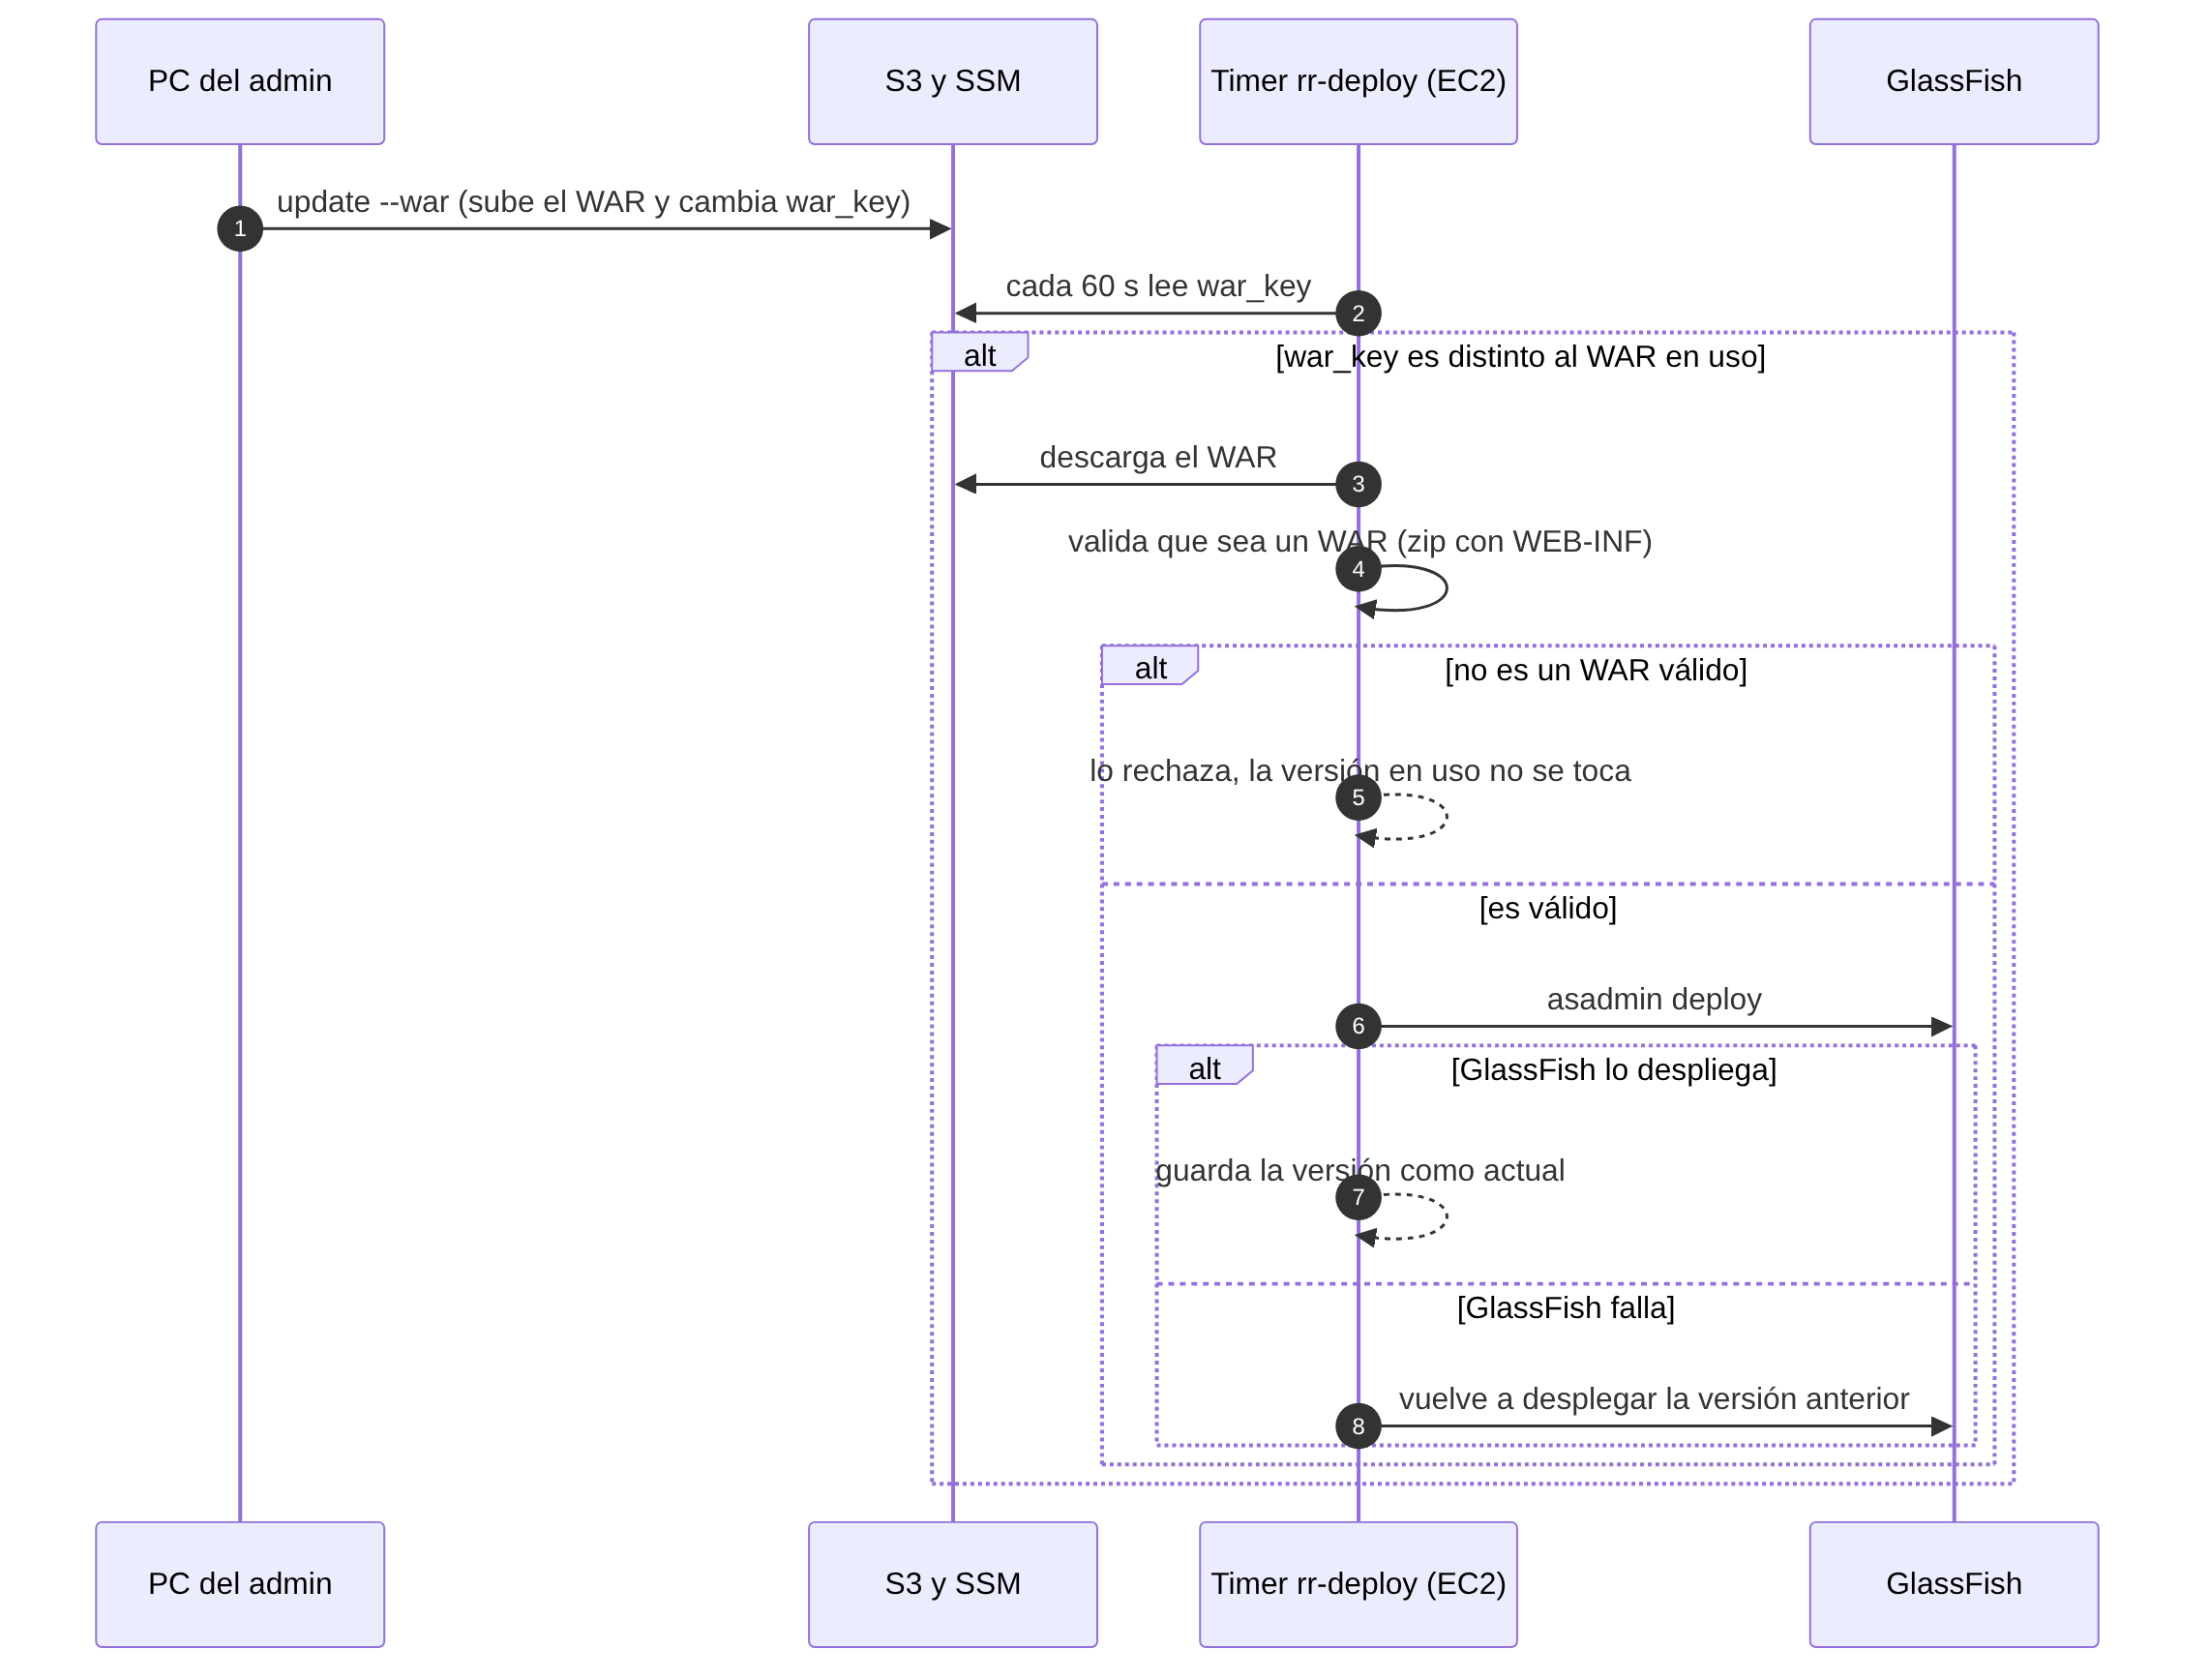 PC del admin
S3 y SSM
Timer rr-deploy (EC2)
GlassFish
update --war (sube el WAR y cambia war_key)
1
cada 60 s lee war_key
2
alt
[war_key es distinto al WAR en uso]
descarga el WAR
3
valida que sea un WAR (zip con WEB-INF)
4
alt
[no es un WAR válido]
lo rechaza, la versión en uso no se toca
5
[es válido]
asadmin deploy
6
alt
[GlassFish lo despliega]
guarda la versión como actual
7
[GlassFish falla]
vuelve a desplegar la versión anterior
8
PC del admin
S3 y SSM
Timer rr-deploy (EC2)
GlassFish